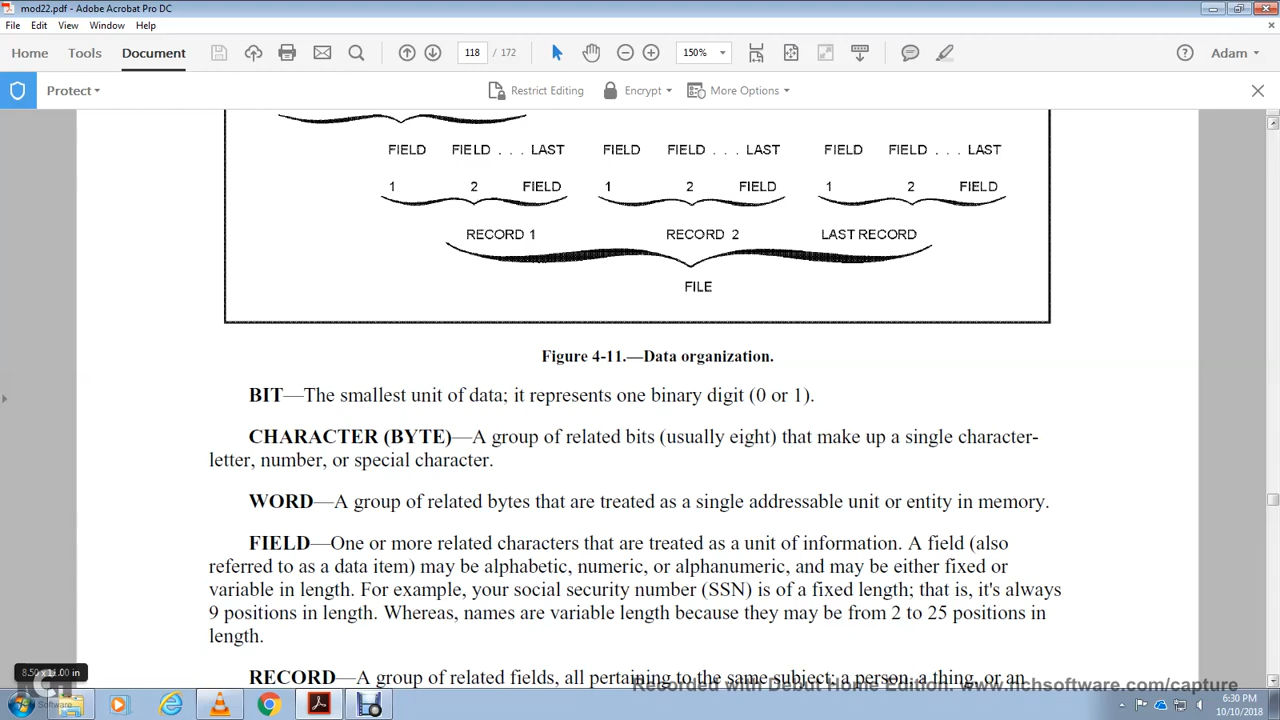 mod22.pdf - Adobe Acrobat Pro DC
File Edit View Window Help
Home Tools Document 118 / 172 150% Adam
Protect Restrict Editing Encrypt More Options
FIELD FIELD . . . LAST FIELD FIELD . . . LAST FIELD FIELD . . . LAST
1 2 FIELD 1 2 FIELD 1 2 FIELD
RECORD 1 RECORD 2 LAST RECORD
FILE
Figure 4-11.—Data organization.
BIT—The smallest unit of data; it represents one binary digit (0 or 1).
CHARACTER (BYTE)—A group of related bits (usually eight) that make up a single character-
letter, number, or special character.
WORD—A group of related bytes that are treated as a single addressable unit or entity in memory.
FIELD—One or more related characters that are treated as a unit of information. A field (also
referred to as a data item) may be alphabetic, numeric, or alphanumeric, and may be either fixed or
variable in length. For example, your social security number (SSN) is of a fixed length; that is, it's always
9 positions in length. Whereas, names are variable length because they may be from 2 to 25 positions in
length.
8.50 x 11.00 in
RECORD—A group of related fields, all pertaining to the same subject; a person, a thing, or an
Recorded with Debut Home Edition: www.nchsoftware.com/capture
Software
6:30 PM
10/10/2018